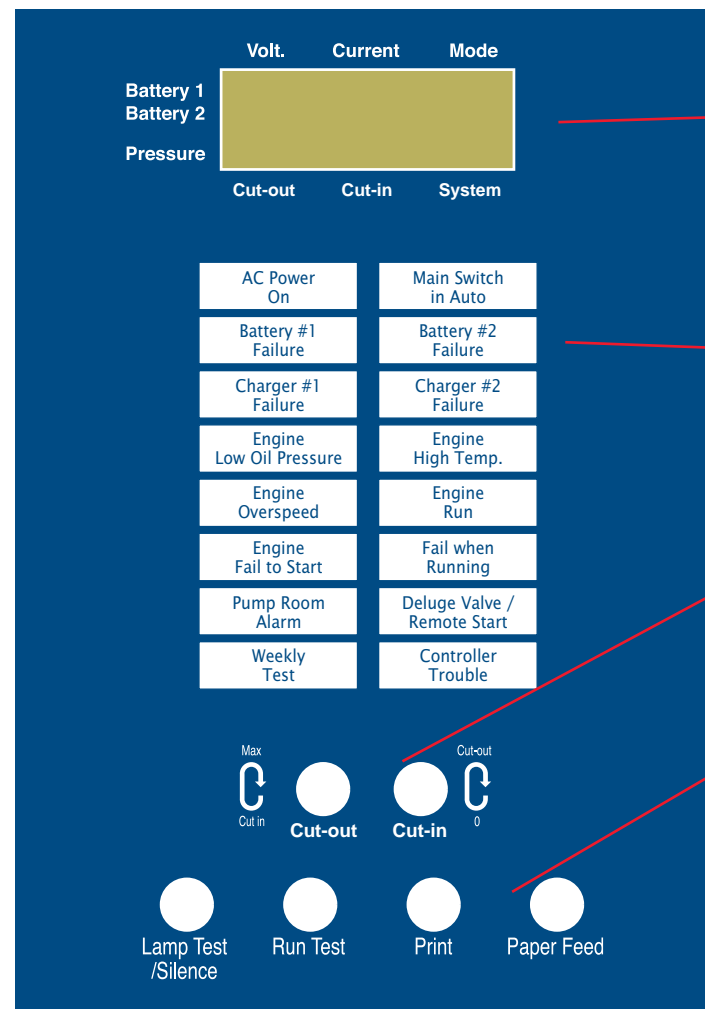 Volt. Current Mode
Battery 1
Battery 2
Pressure
Cut-out Cut-in System
AC Power
On
Main Switch
in Auto
Battery #1
Failure
Battery #2
Failure
Charger #1
Failure
Charger #2
Failure
Engine
Low Oil Pressure
Engine
High Temp.
Engine
Overspeed
Engine
Run
Engine
Fail to Start
Fail when
Running
Pump Room
Alarm
Deluge Valve /
Remote Start
Weekly
Test
Controller
Trouble
Max
Cut in
Cut-out
Cut-in
Cut-out
0
Lamp Test
/Silence
Run Test
Print
Paper Feed